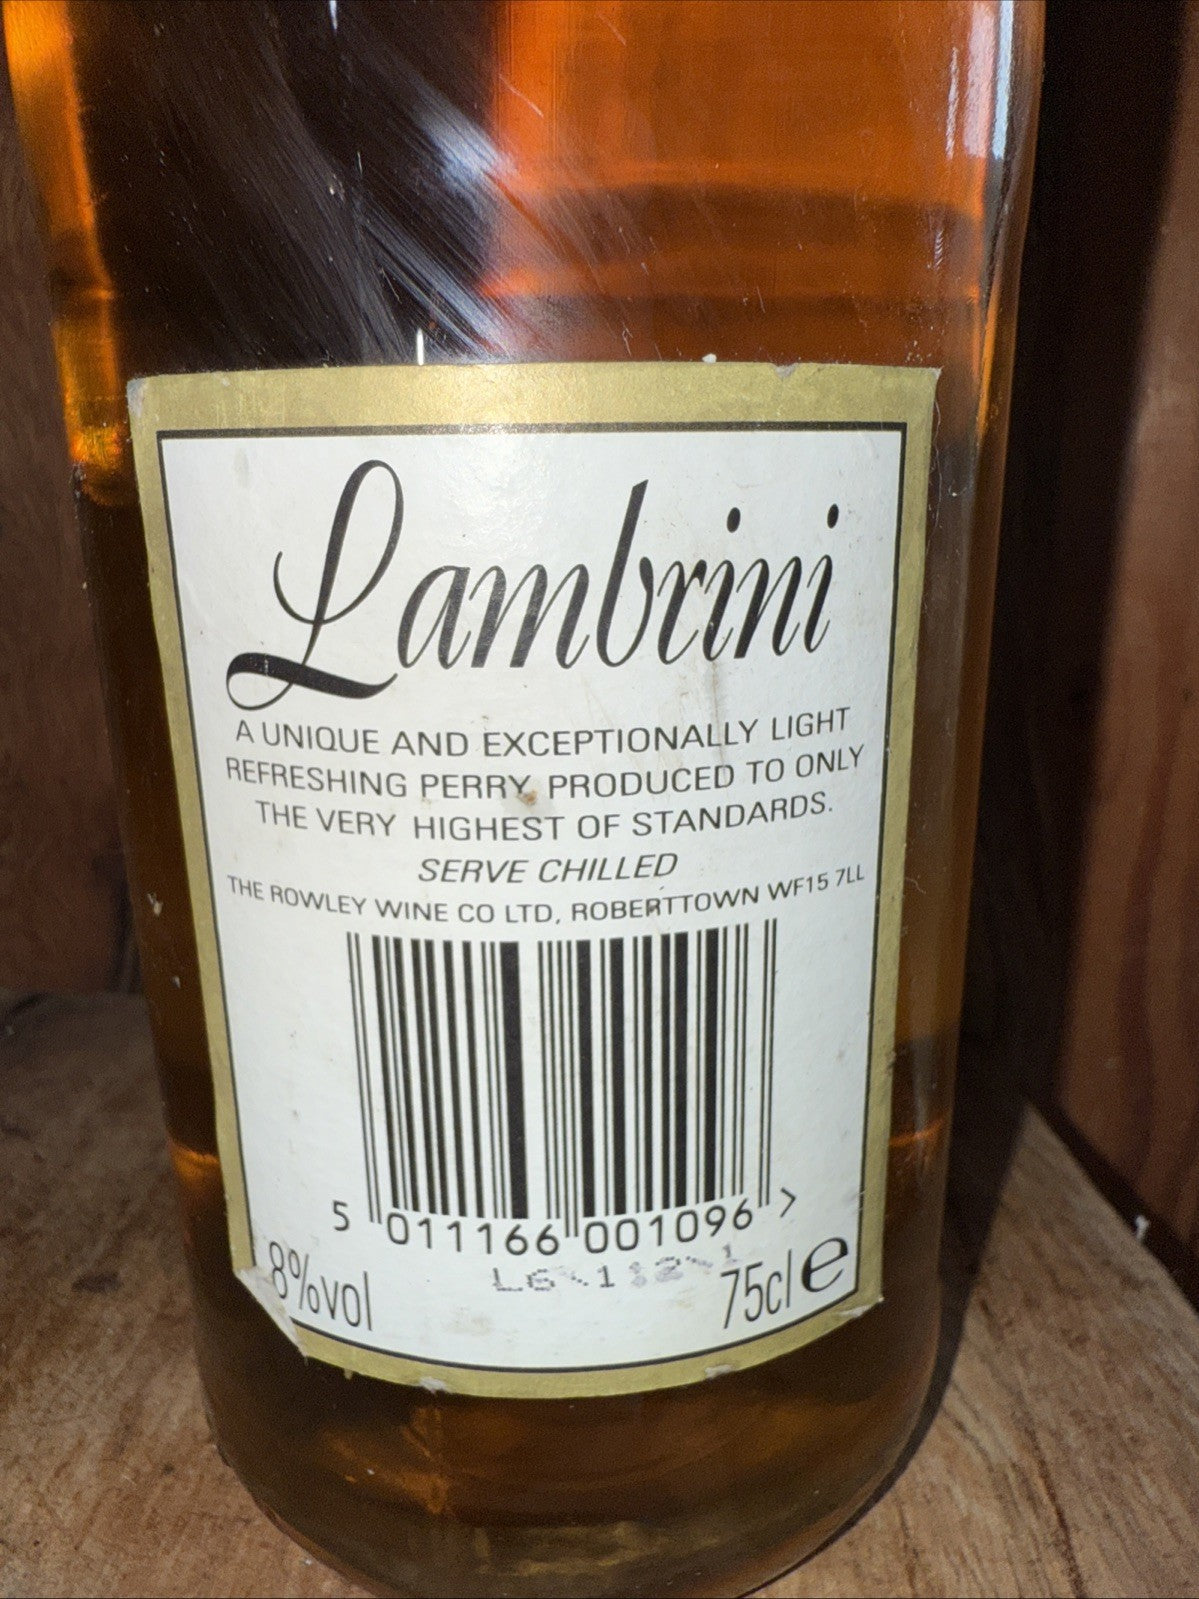 Lambrini
A UNIQUE AND EXCEPTIONALLY LIGHT
REFRESHING PERRY, PRODUCED TO ONLY
THE VERY HIGHEST OF STANDARDS.
SERVE CHILLED
THE ROWLEY WINE CO LTD, ROBERTTOWN WF15 7LL
5 011166 001096 >
8%vol 75cl e